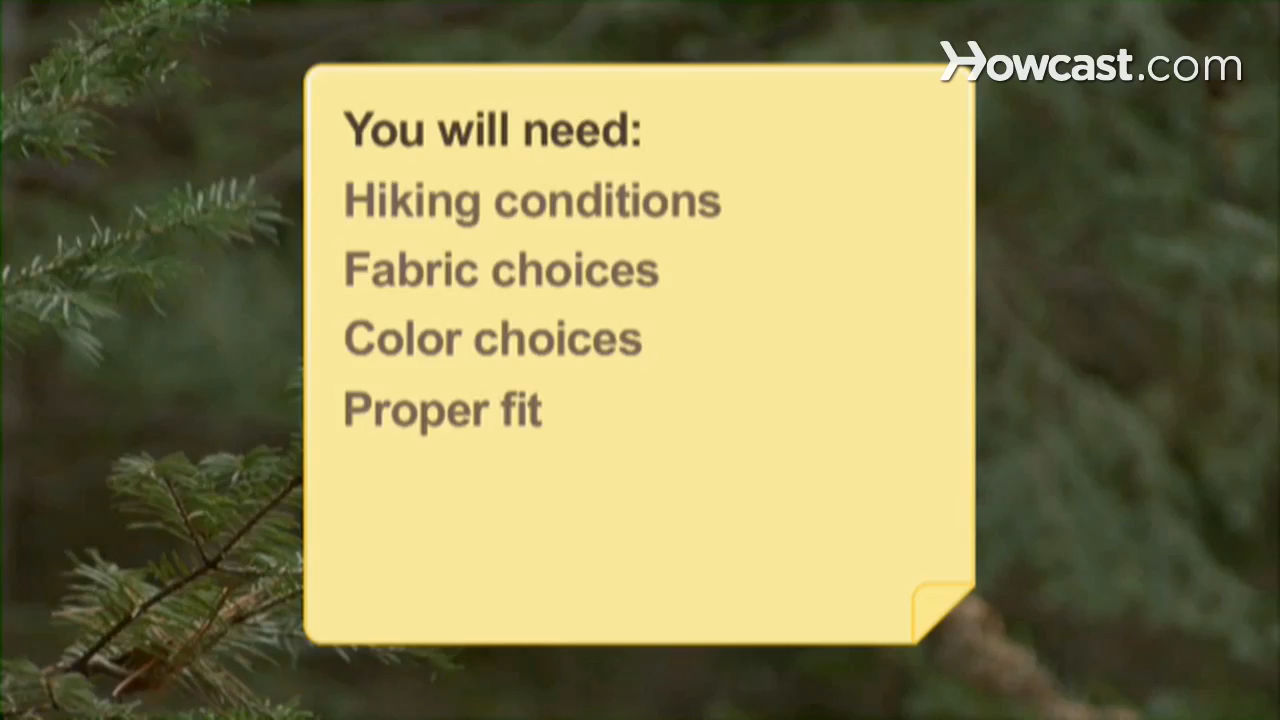 Howcast.com
You will need:
Hiking conditions
Fabric choices
Color choices
Proper fit